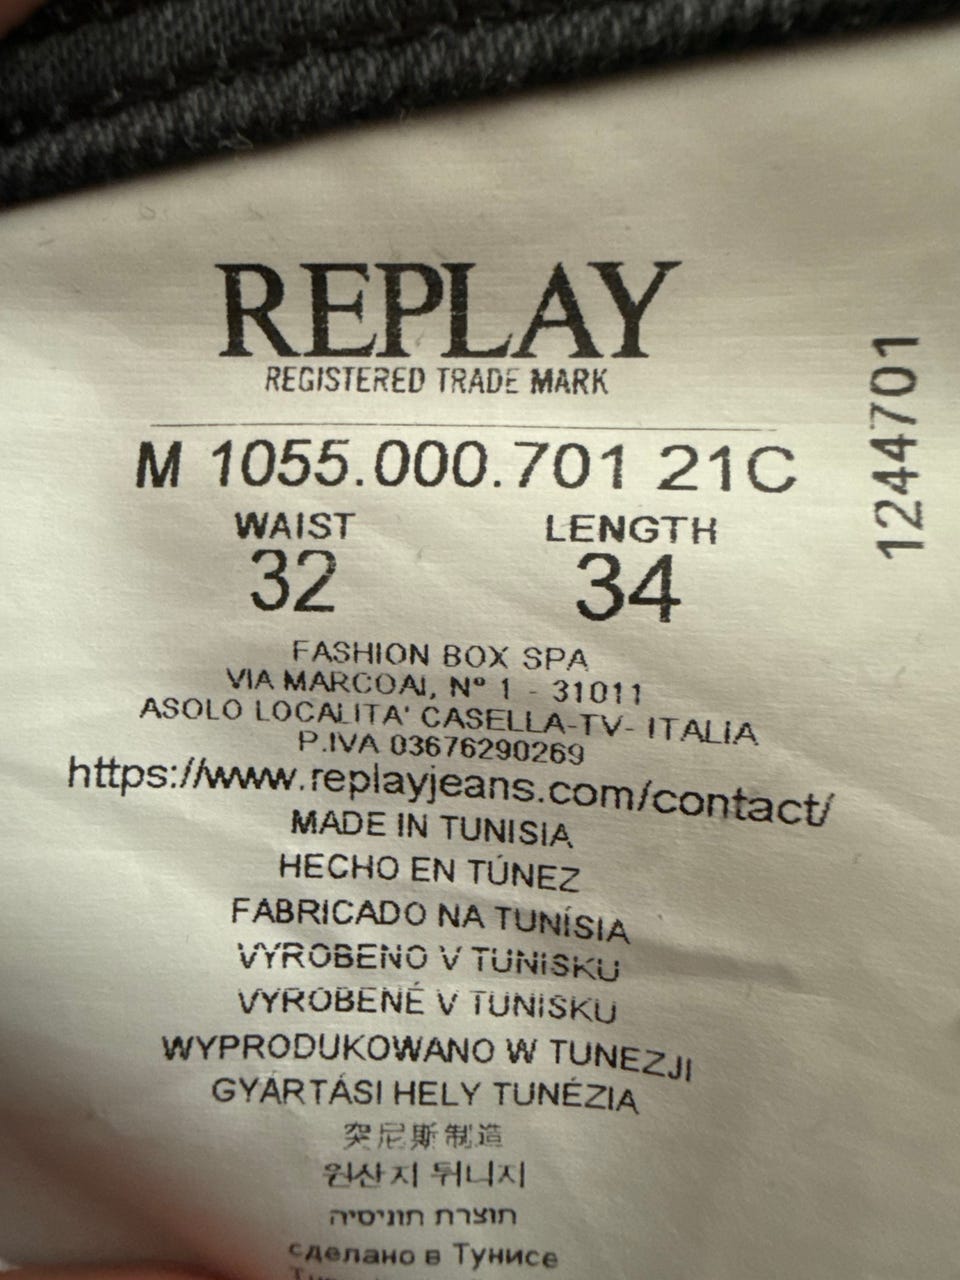 REPLAY
REGISTERED TRADE MARK
M 1055.000.701 21C
1244701
WAIST LENGTH
32 34
FASHION BOX SPA
VIA MARCOAI, Nº 1 - 31011
ASOLO LOCALITA' CASELLA-TV- ITALIA
P.IVA 03676290269
https://www.replayjeans.com/contact/
MADE IN TUNISIA
HECHO EN TÚNEZ
FABRICADO NA TUNÍSIA
VYROBENO V TUNISKU
VYROBENÉ V TUNISKU
WYPRODUKOWANO W TUNEZJI
GYÁRTÁSI HELY TUNÉZIA
突尼斯制造
원산지 튀니지
תוצרת תוניסיה
сделано в Тунисе